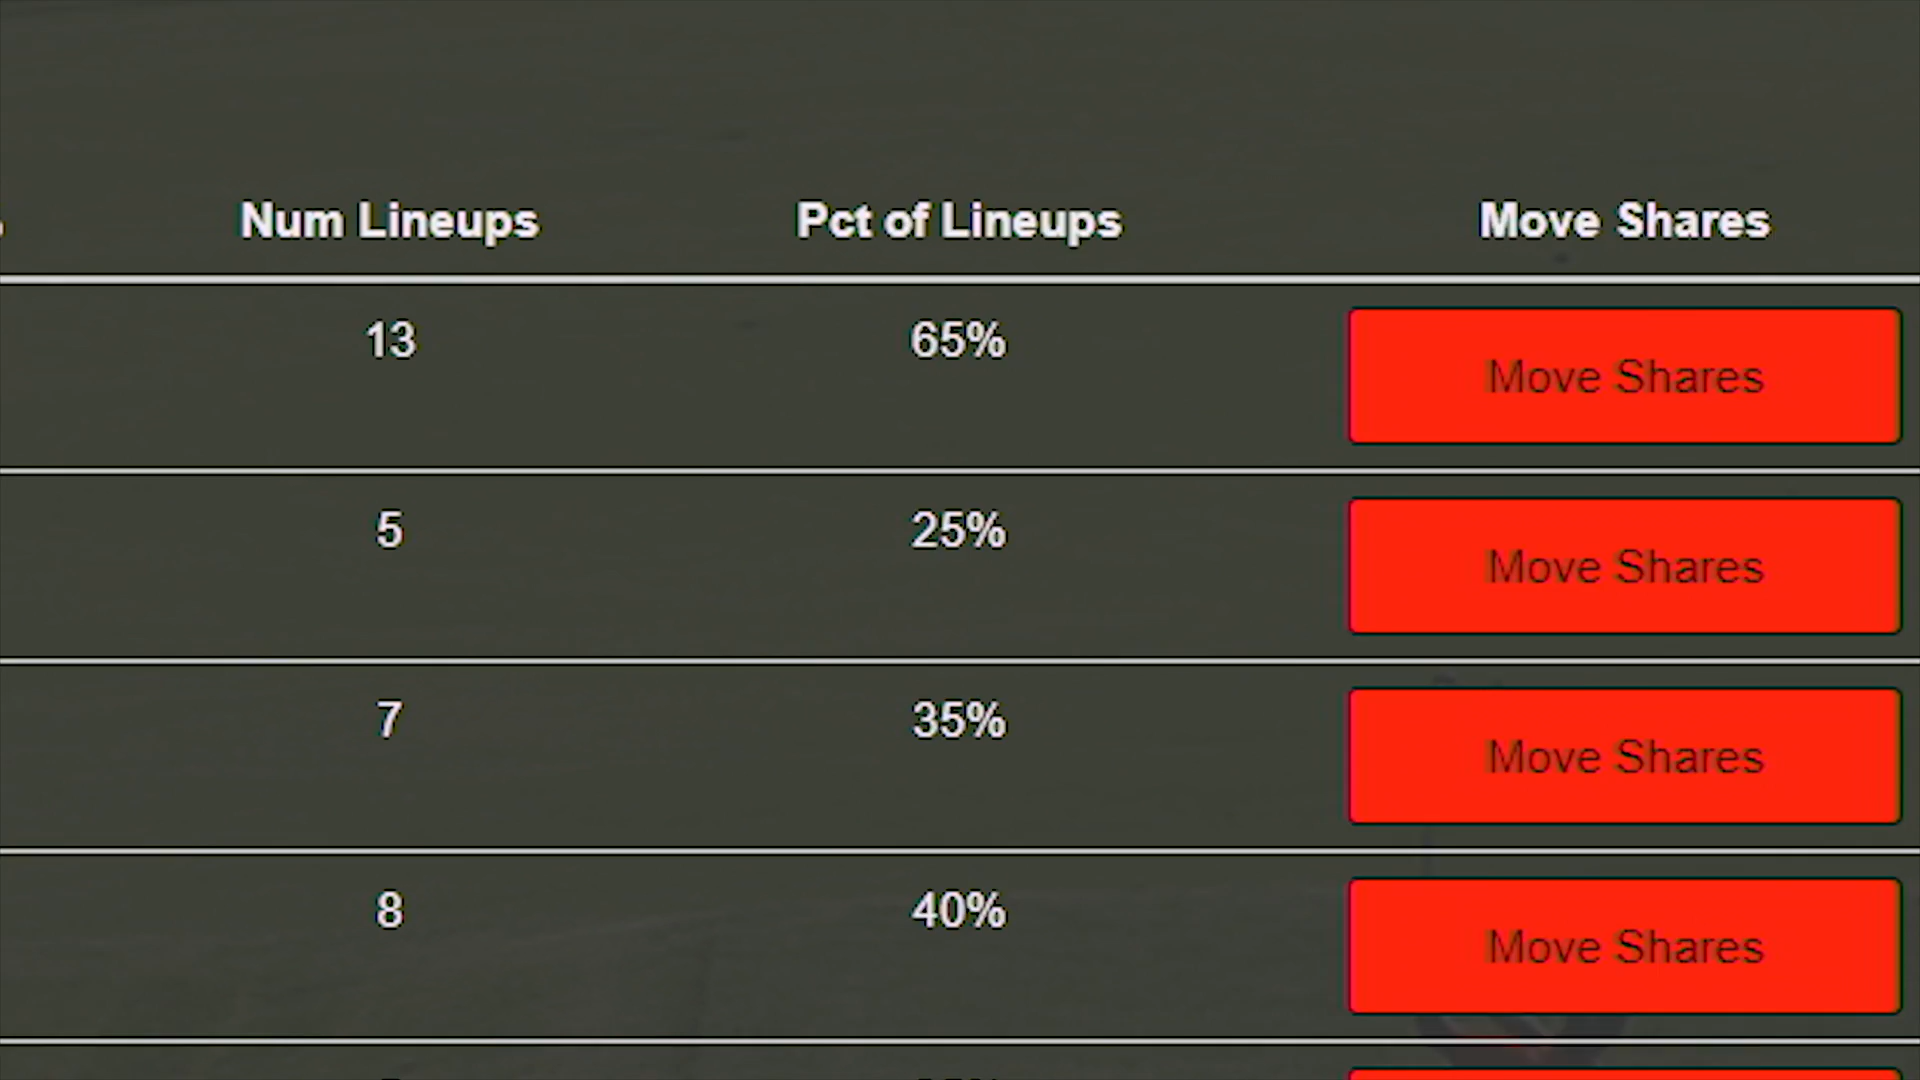 Num Lineups Pct of Lineups Move Shares
13 65% Move Shares
5 25% Move Shares
7 35% Move Shares
8 40% Move Shares